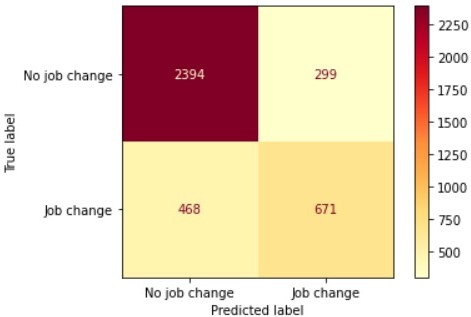 True label
No job change
Job change
2394 299
468 671
No job change Job change
Predicted label
2250
2000
1750
1500
1250
1000
750
500